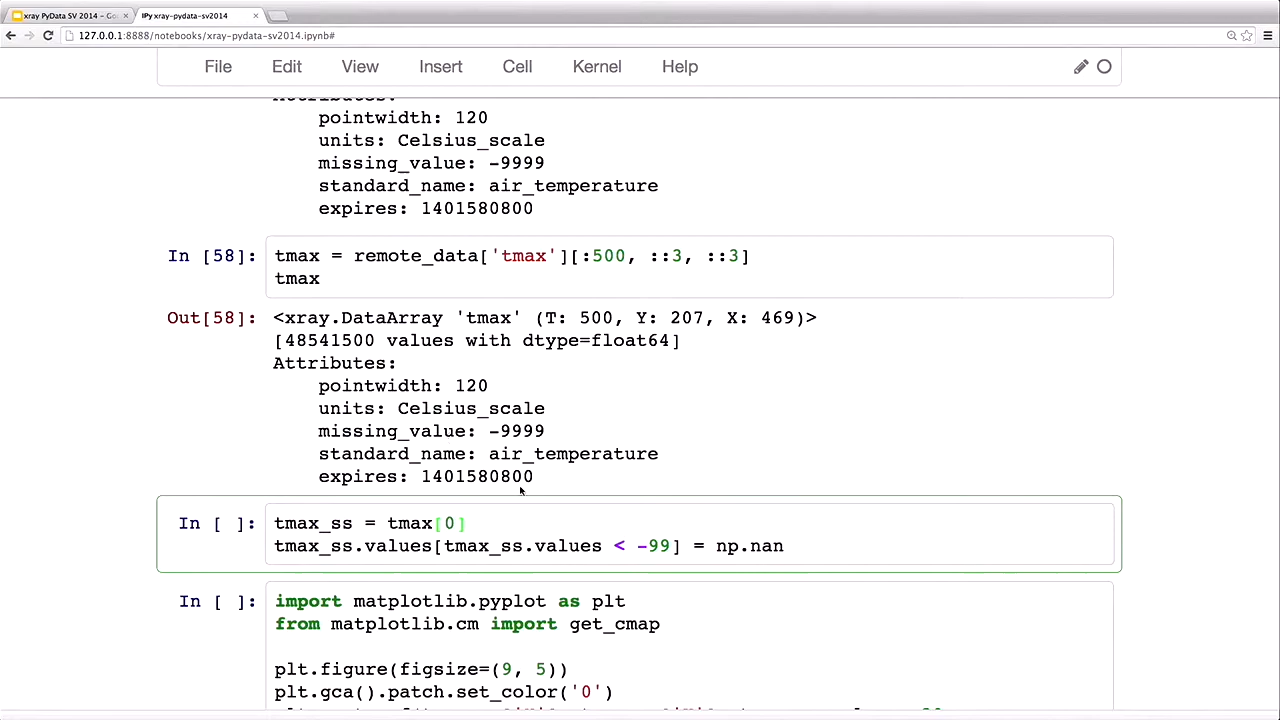 xray PyData SV 2014 – Go
IPy xray-pydata-sv2014
127.0.0.1:8888/notebooks/xray-pydata-sv2014.ipynb#
File Edit View Insert Cell Kernel Help
Attributes:
pointwidth: 120
units: Celsius_scale
missing_value: -9999
standard_name: air_temperature
expires: 1401580800
In [58]: tmax = remote_data['tmax'][:500, ::3, ::3]
tmax
Out[58]: <xray.DataArray 'tmax' (T: 500, Y: 207, X: 469)>
[48541500 values with dtype=float64]
Attributes:
pointwidth: 120
units: Celsius_scale
missing_value: -9999
standard_name: air_temperature
expires: 1401580800
In [ ]: tmax_ss = tmax[0]
tmax_ss.values[tmax_ss.values < -99] = np.nan
In [ ]: import matplotlib.pyplot as plt
from matplotlib.cm import get_cmap
plt.figure(figsize=(9, 5))
plt.gca().patch.set_color('0')